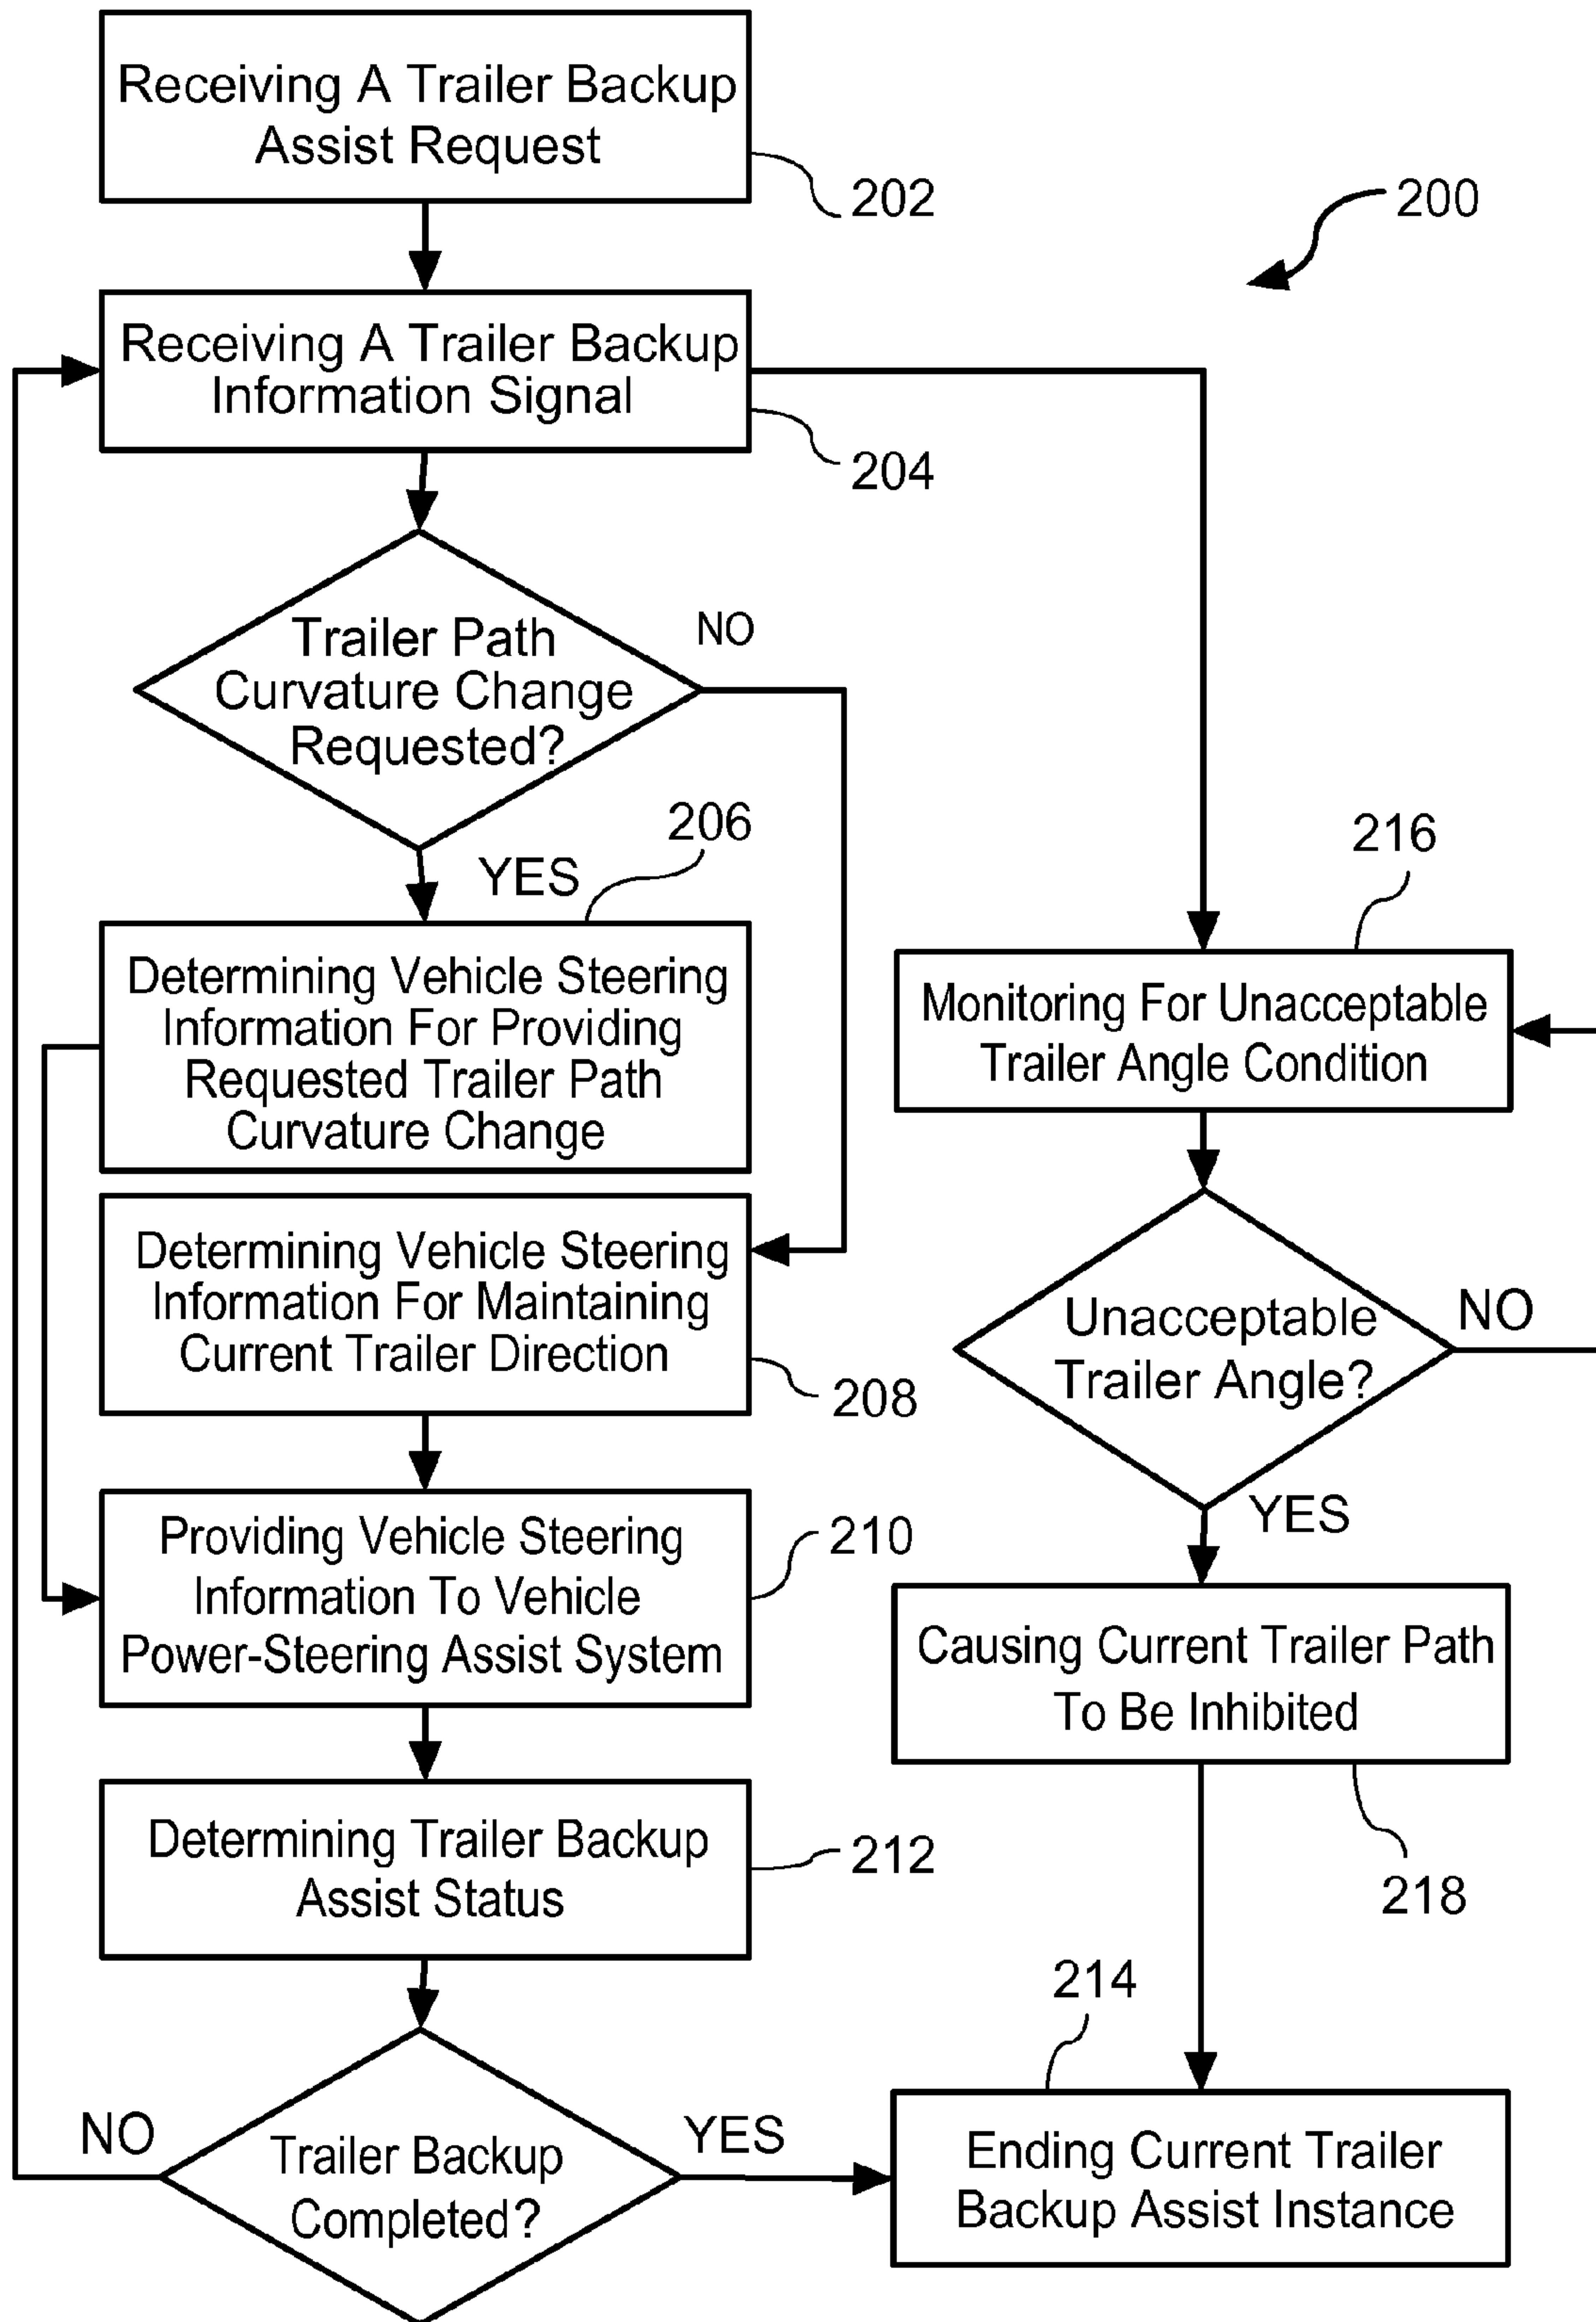 Receiving A Trailer Backup
Assist Request
202
200
Receiving A Trailer Backup
Information Signal
204
Trailer Path
Curvature Change
Requested?
NO
YES
206
Determining Vehicle Steering
Information For Providing
Requested Trailer Path
Curvature Change
Determining Vehicle Steering
Information For Maintaining
Current Trailer Direction
208
Providing Vehicle Steering
Information To Vehicle
Power-Steering Assist System
210
Determining Trailer Backup
Assist Status
212
Trailer Backup
Completed?
NO
YES
216
Monitoring For Unacceptable
Trailer Angle Condition
Unacceptable
Trailer Angle?
NO
YES
Causing Current Trailer Path
To Be Inhibited
218
214
Ending Current Trailer
Backup Assist Instance